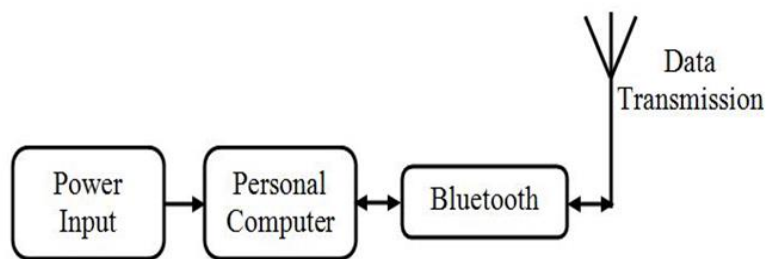 Data
Transmission
Power
Input
Personal
Computer
Bluetooth